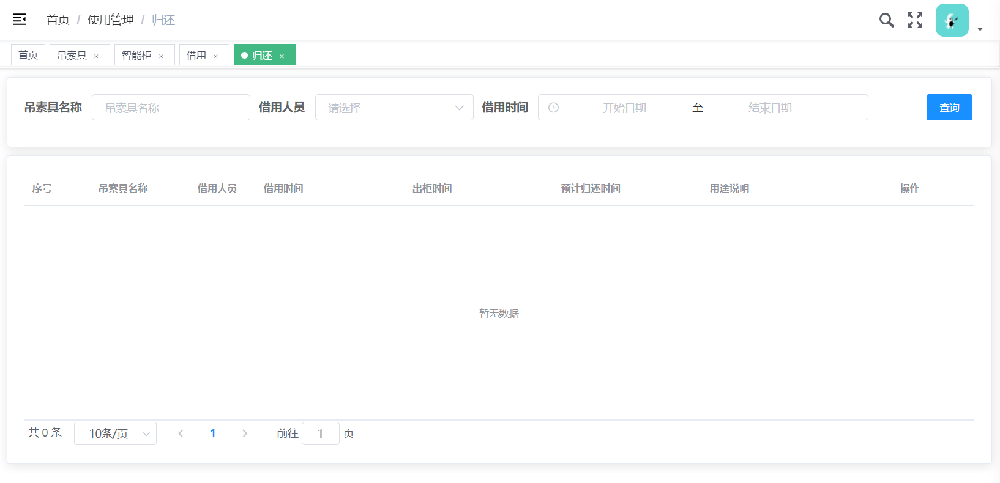 首页 / 使用管理 / 归还
首页 吊索具 × 智能柜 × 借用 × 归还 ×
吊索具名称 吊索具名称 借用人员 请选择 借用时间 开始日期 至 结束日期 查询
序号 吊索具名称 借用人员 借用时间 出柜时间 预计归还时间 用途说明 操作
暂无数据
共 0 条 10条/页 1 前往 1 页